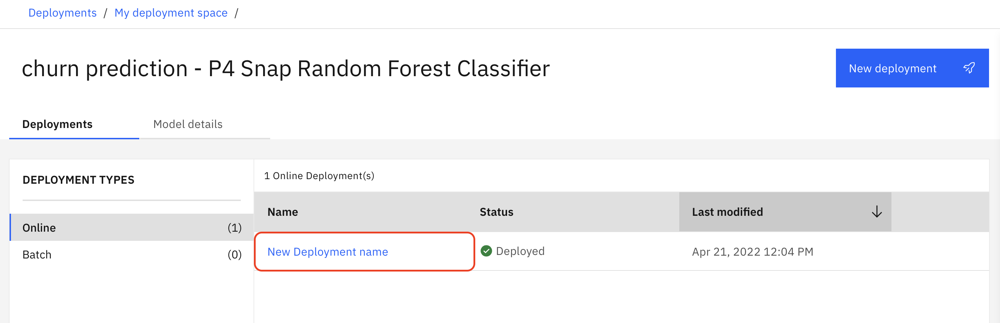 Deployments / My deployment space /
churn prediction - P4 Snap Random Forest Classifier
New deployment
Deployments Model details
DEPLOYMENT TYPES
Online (1)
Batch (0)
1 Online Deployment(s)
Name Status Last modified
New Deployment name Deployed Apr 21, 2022 12:04 PM